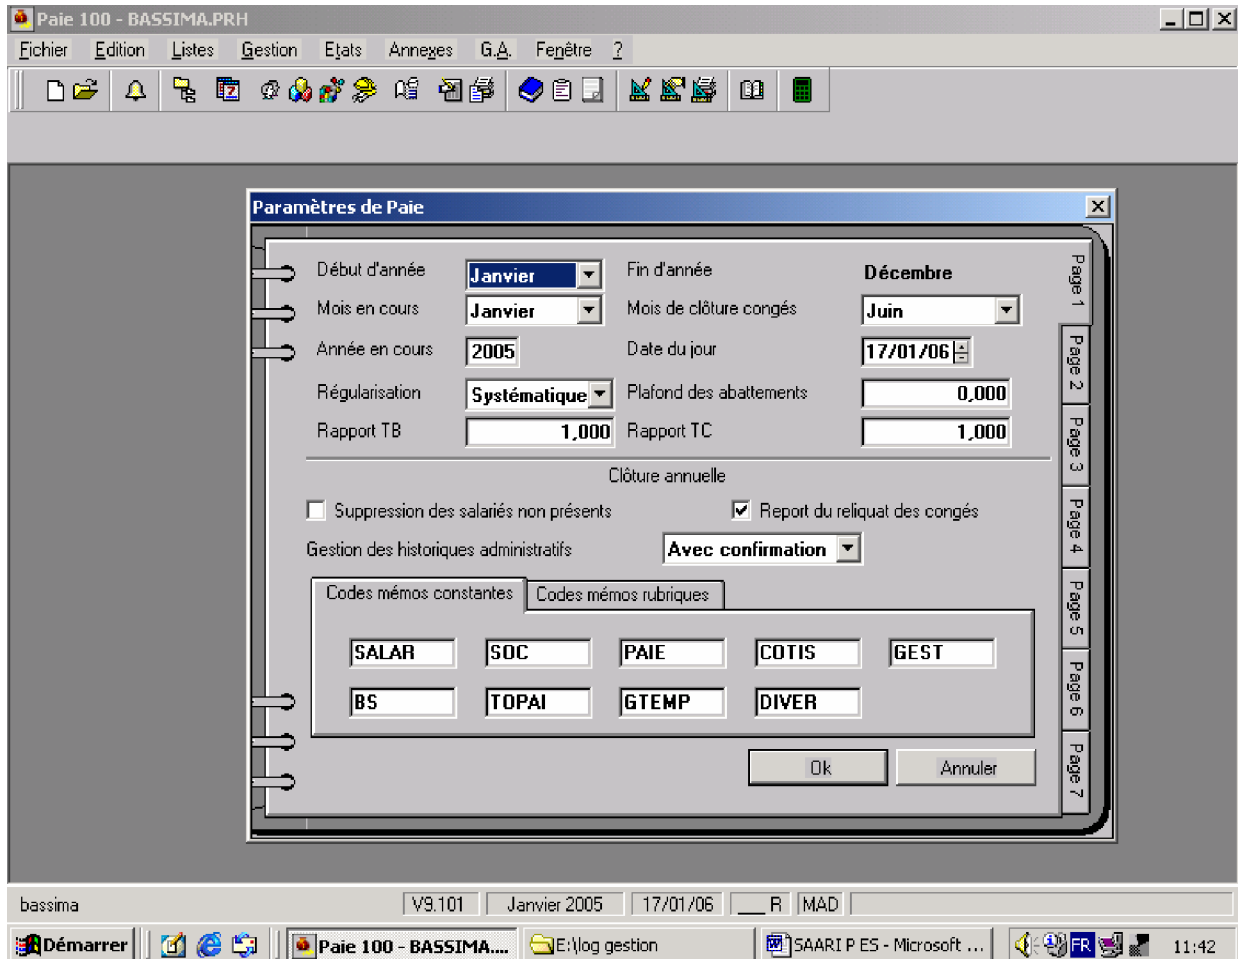 Paie 100 - BASSIMA.PRH
Fichier Edition Listes Gestion Etats Annexes G.A. Fenêtre ?
Paramètres de Paie
Début d'année Janvier Fin d'année Décembre
Mois en cours Janvier Mois de clôture congés Juin
Année en cours 2005 Date du jour 17/01/06
Régularisation Systématique Plafond des abattements 0,000
Rapport TB 1,000 Rapport TC 1,000
Clôture annuelle
Suppression des salariés non présents Report du reliquat des congés
Gestion des historiques administratifs Avec confirmation
Codes mémos constantes Codes mémos rubriques
SALAR SOC PAIE COTIS GEST
BS TOPAI GTEMP DIVER
Ok Annuler
Page 1
Page 2
Page 3
Page 4
Page 5
Page 6
Page 7
bassima V9.101 Janvier 2005 17/01/06 ___ R MAD
Démarrer Paie 100 - BASSIMA.... E:\log gestion SAARI P ES - Microsoft ... FR 11:42